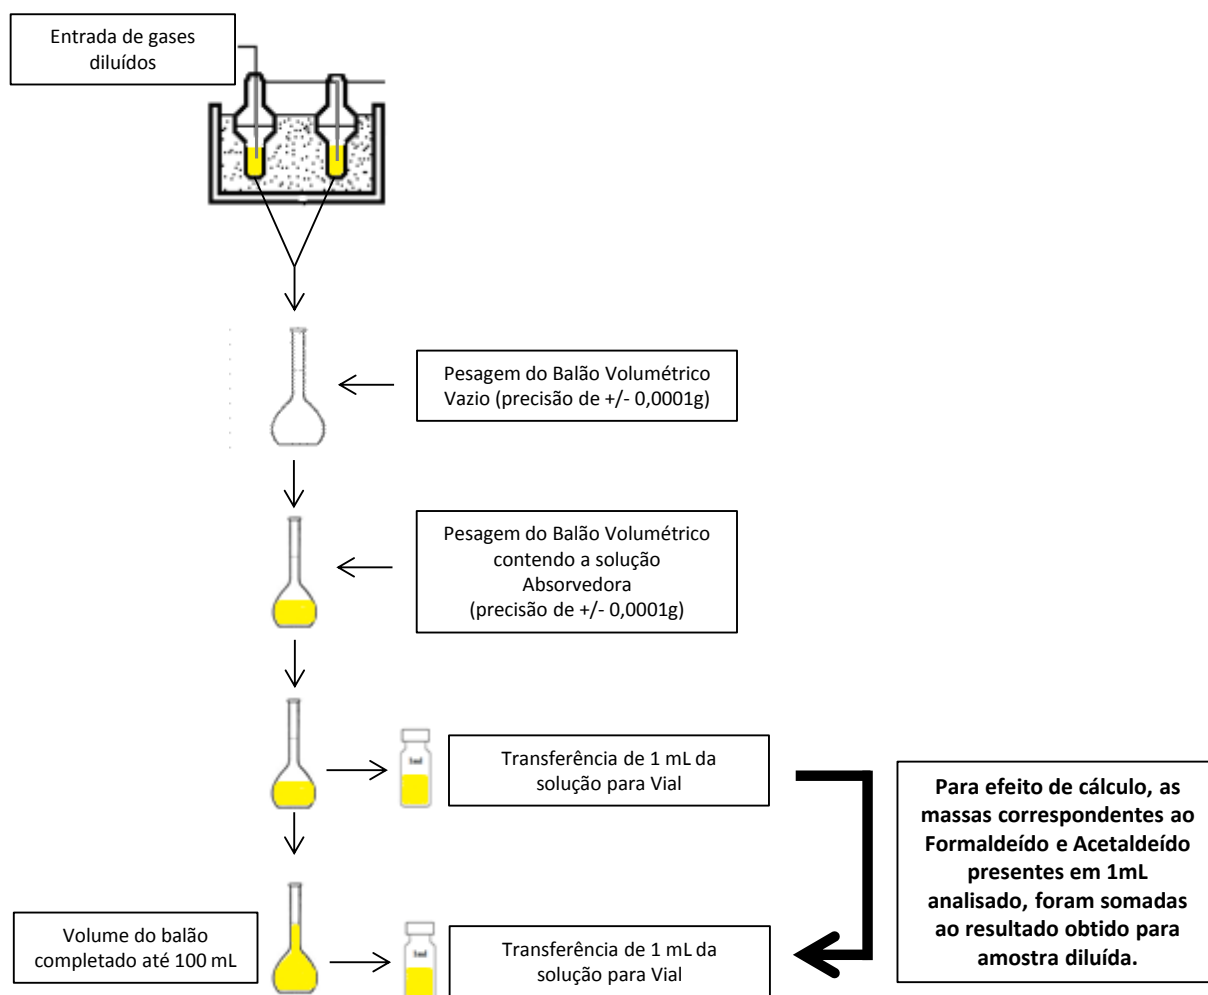 Entrada de gases
diluídos
Pesagem do Balão Volumétrico
Vazio (precisão de +/- 0,0001g)
Pesagem do Balão Volumétrico
contendo a solução
Absorvedora
(precisão de +/- 0,0001g)
Transferência de 1 mL da
solução para Vial
Para efeito de cálculo, as
massas correspondentes ao
Formaldeído e Acetaldeído
presentes em 1mL
analisado, foram somadas
ao resultado obtido para
amostra diluída.
Volume do balão
completado até 100 mL
Transferência de 1 mL da
solução para Vial